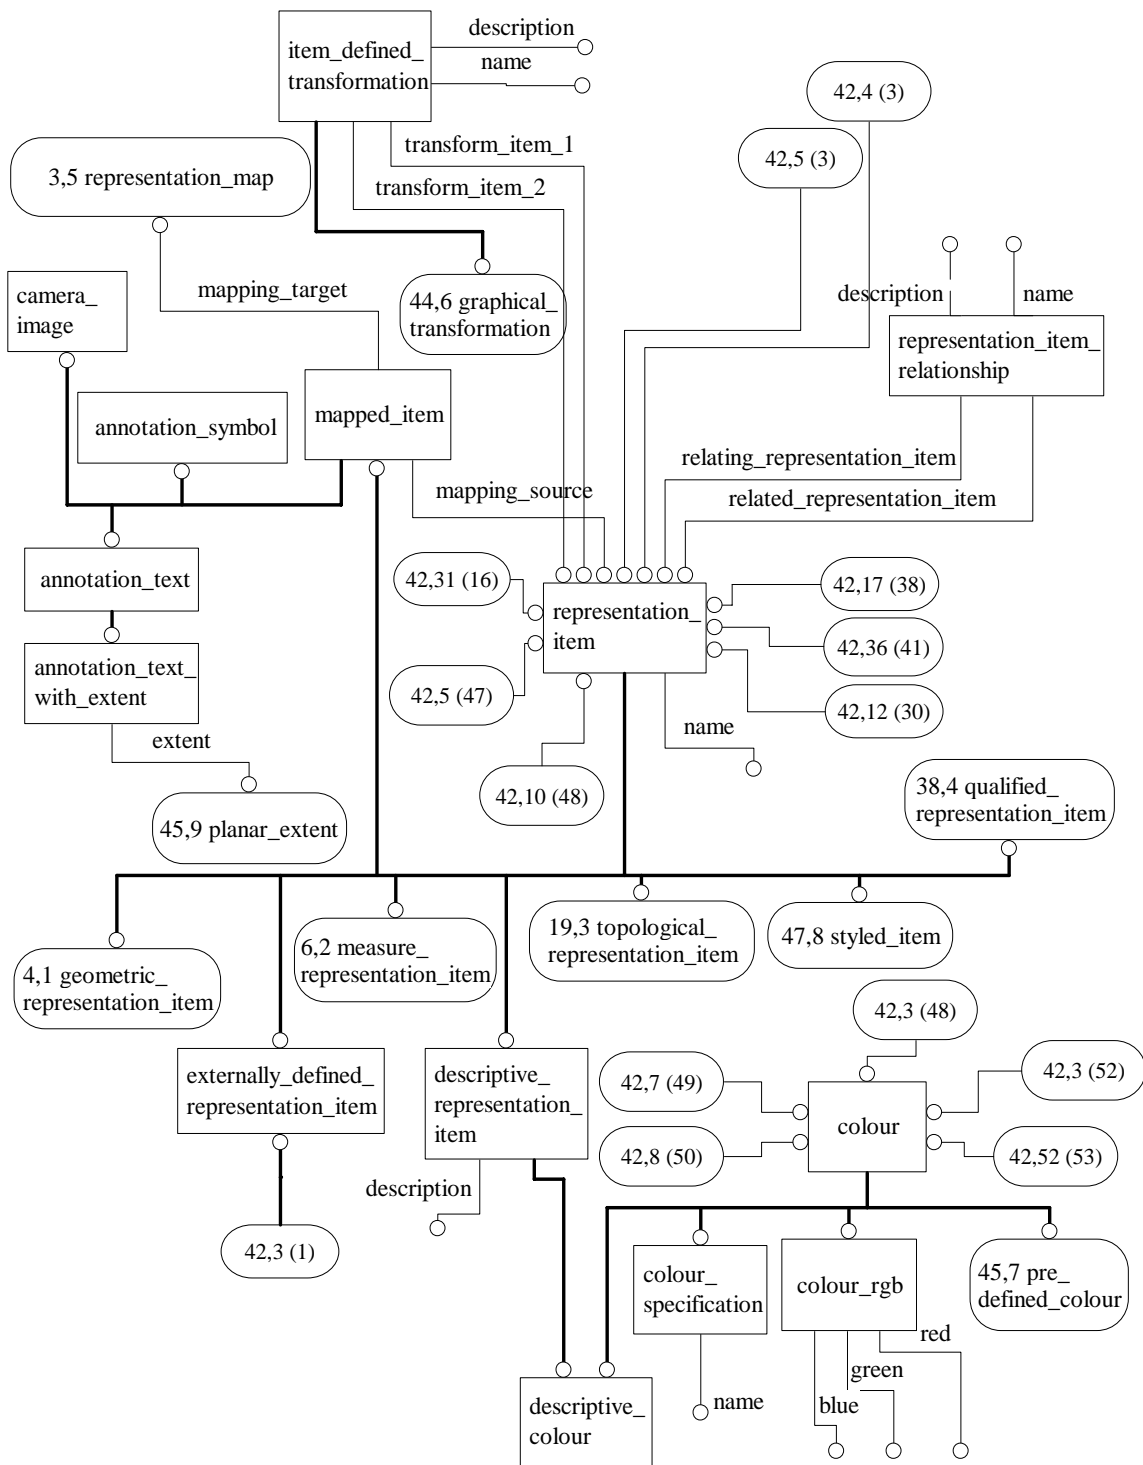 description
item_defined_
transformation
name
42,4 (3)
42,5 (3)
transform_item_1
transform_item_2
3,5 representation_map
mapping_target
camera_
image
44,6 graphical_
transformation
description
name
representation_item_
relationship
annotation_symbol
mapped_item
relating_representation_item
mapping_source
related_representation_item
annotation_text
42,31 (16)
representation_
item
42,17 (38)
42,36 (41)
annotation_text_
with_extent
42,5 (47)
42,12 (30)
extent
name
42,10 (48)
38,4 qualified_
representation_item
45,9 planar_extent
4,1 geometric_
representation_item
6,2 measure_
representation_item
19,3 topological_
representation_item
47,8 styled_item
42,3 (48)
externally_defined_
representation_item
descriptive_
representation_
item
42,7 (49)
42,3 (52)
colour
42,8 (50)
42,52 (53)
description
42,3 (1)
colour_
specification
colour_rgb
45,7 pre_
defined_colour
red
green
blue
name
descriptive_
colour